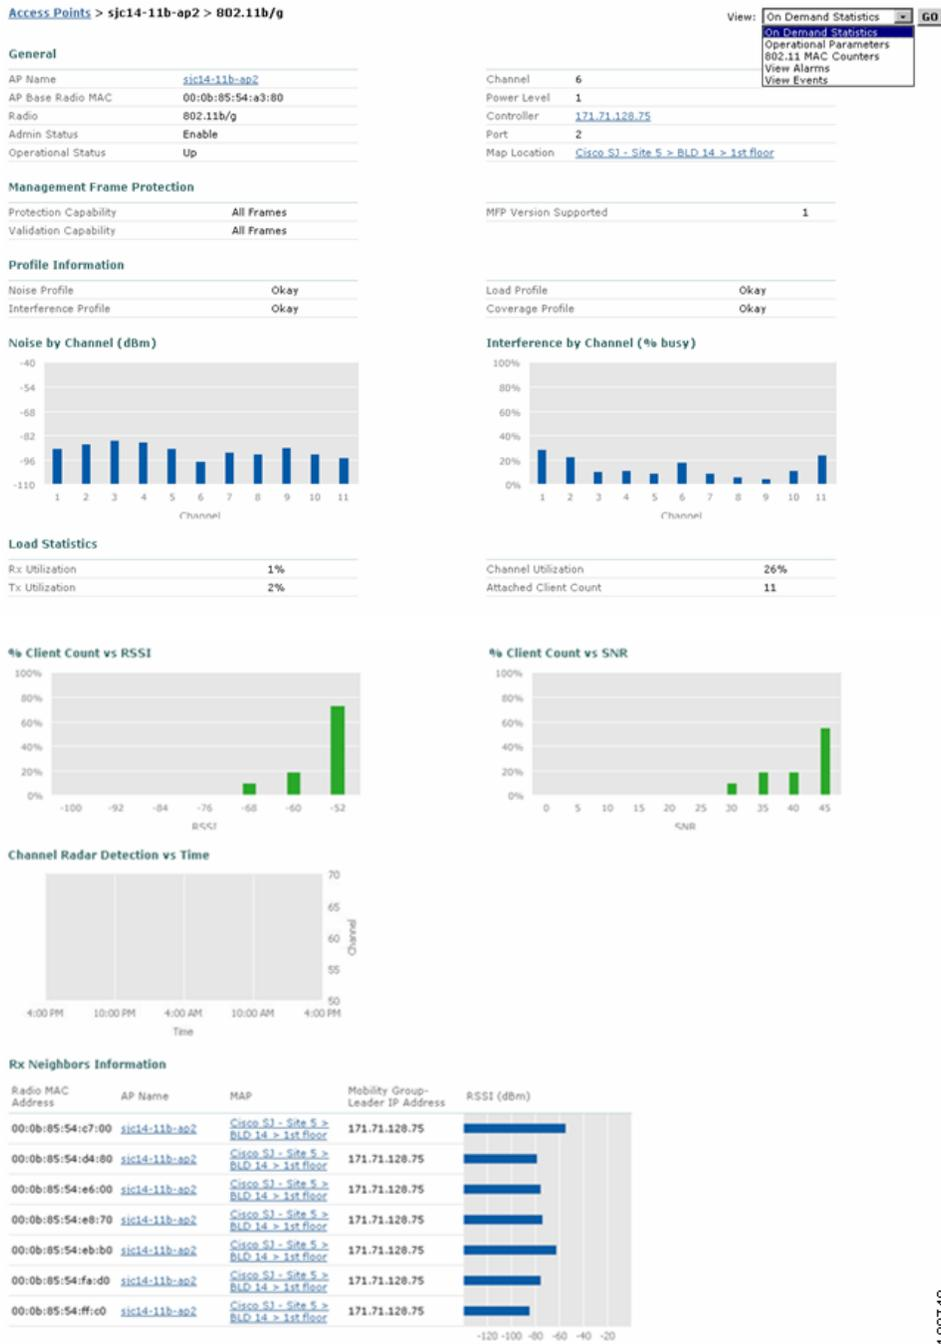 Access Points > sjc14-11b-ap2 > 802.11b/g
View: On Demand Statistics GO
On Demand Statistics
Operational Parameters
802.11 MAC Counters
View Alarms
View Events
General
AP Name sjc14-11b-ap2
AP Base Radio MAC 00:0b:85:54:a3:80
Radio 802.11b/g
Admin Status Enable
Operational Status Up
Channel 6
Power Level 1
Controller 171.71.128.75
Port 2
Map Location Cisco SJ - Site 5 > BLD 14 > 1st floor
Management Frame Protection
Protection Capability All Frames
Validation Capability All Frames
MFP Version Supported 1
Profile Information
Noise Profile Okay
Interference Profile Okay
Load Profile Okay
Coverage Profile Okay
Noise by Channel (dBm)
-40
-54
-68
-82
-96
-110
1 2 3 4 5 6 7 8 9 10 11
Channel
Interference by Channel (% busy)
100%
80%
60%
40%
20%
0%
1 2 3 4 5 6 7 8 9 10 11
Channel
Load Statistics
Rx Utilization 1%
Tx Utilization 2%
Channel Utilization 26%
Attached Client Count 11
% Client Count vs RSSI
100%
80%
60%
40%
20%
0%
-100 -92 -84 -76 -68 -60 -52
RSSI
% Client Count vs SNR
100%
80%
60%
40%
20%
0%
0 5 10 15 20 25 30 35 40 45
SNR
Channel Radar Detection vs Time
70
65
60
55
50
Channel
4:00 PM 10:00 PM 4:00 AM 10:00 AM 4:00 PM
Time
Rx Neighbors Information
Radio MAC Address AP Name MAP Mobility Group-Leader IP Address RSSI (dBm)
00:0b:85:54:c7:00 sjc14-11b-ap2 Cisco SJ - Site 5 > BLD 14 > 1st floor 171.71.128.75
00:0b:85:54:d4:80 sjc14-11b-ap2 Cisco SJ - Site 5 > BLD 14 > 1st floor 171.71.128.75
00:0b:85:54:e6:00 sjc14-11b-ap2 Cisco SJ - Site 5 > BLD 14 > 1st floor 171.71.128.75
00:0b:85:54:e8:70 sjc14-11b-ap2 Cisco SJ - Site 5 > BLD 14 > 1st floor 171.71.128.75
00:0b:85:54:eb:b0 sjc14-11b-ap2 Cisco SJ - Site 5 > BLD 14 > 1st floor 171.71.128.75
00:0b:85:54:fa:d0 sjc14-11b-ap2 Cisco SJ - Site 5 > BLD 14 > 1st floor 171.71.128.75
00:0b:85:54:ff:c0 sjc14-11b-ap2 Cisco SJ - Site 5 > BLD 14 > 1st floor 171.71.128.75
-120 -100 -80 -60 -40 -20